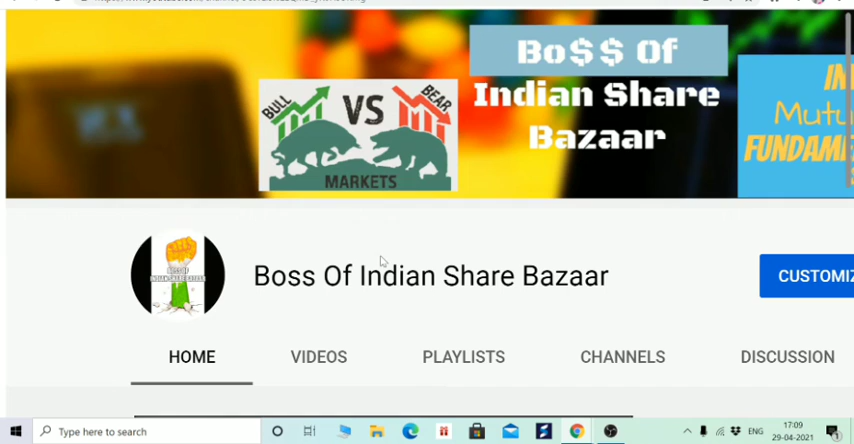 Bo$$ Of
Indian Share
Bazaar
BULL
VS
BEAR
MARKETS
Boss Of Indian Share Bazaar
HOME
VIDEOS
PLAYLISTS
CHANNELS
DISCUSSION
Type here to search
ENG
17:09
29-04-2021